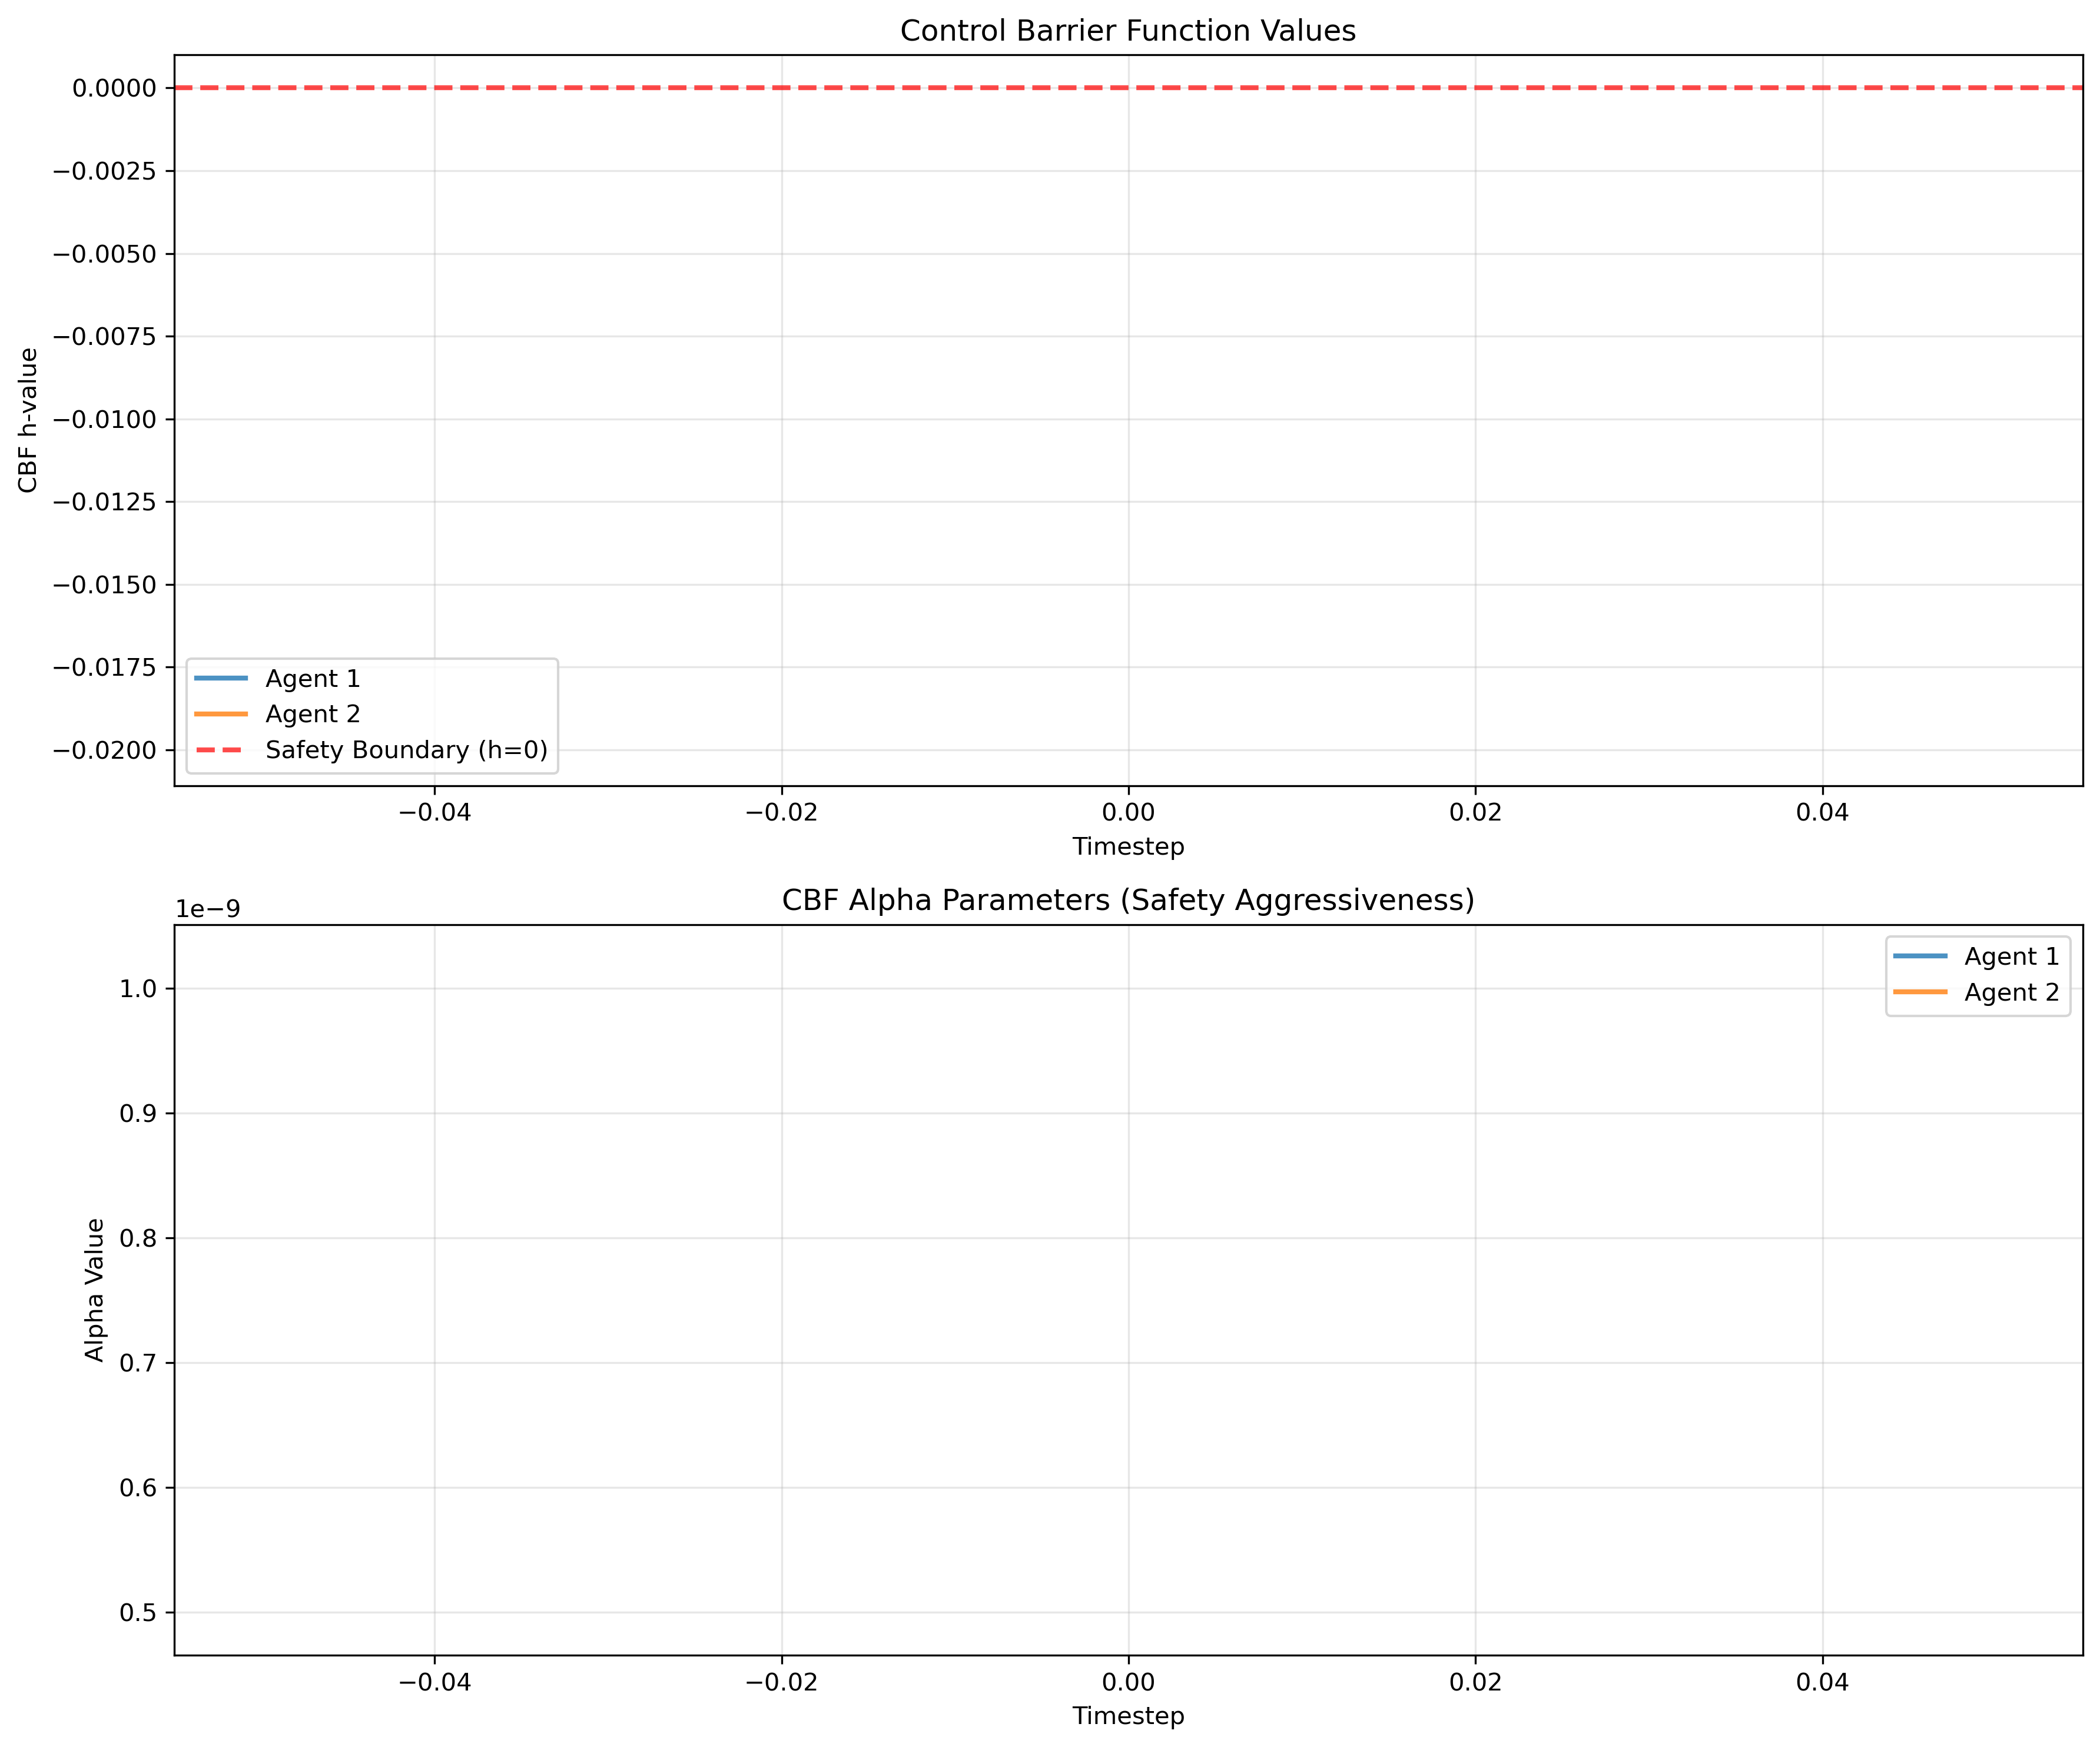 Control Barrier Function Values
0.0000
−0.0025
−0.0050
−0.0075
−0.0100
−0.0125
−0.0150
−0.0175
−0.0200
CBF h-value
Agent 1
Agent 2
Safety Boundary (h=0)
−0.04
−0.02
0.00
0.02
0.04
Timestep
CBF Alpha Parameters (Safety Aggressiveness)
1e−9
1.0
0.9
0.8
0.7
0.6
0.5
Alpha Value
Agent 1
Agent 2
−0.04
−0.02
0.00
0.02
0.04
Timestep